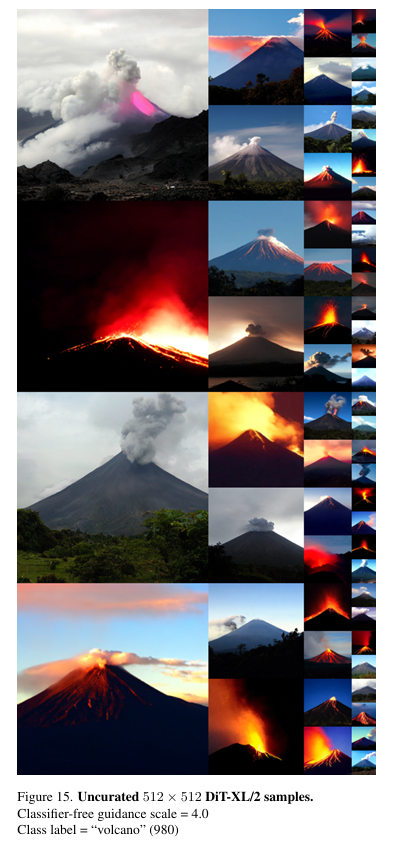 Figure 15. Uncurated 512 × 512 DiT-XL/2 samples.
Classifier-free guidance scale = 4.0
Class label = “volcano” (980)